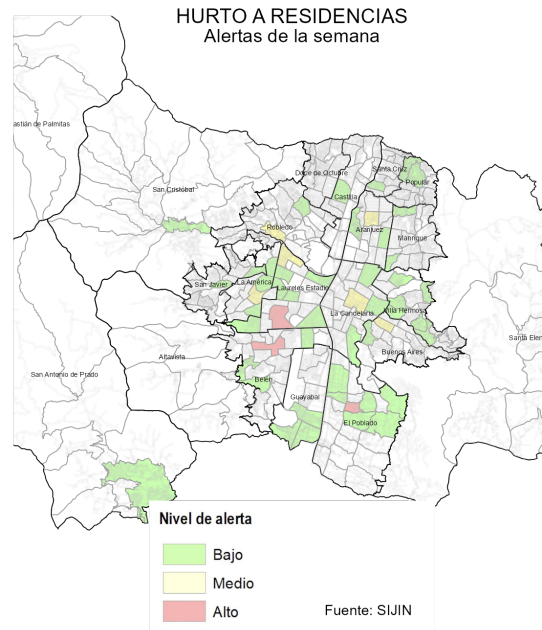 HURTO A RESIDENCIAS
Alertas de la semana
astián de Palmitas
Doce de Octubre
Santa Cruz
Popular
San Cristobal
Castilla
Robledo
Aranjuez
Manrique
San Javier
La América
Laureles Estadio
La Candelaria
Villa Hermosa
Santa Elen
Buenos Aires
Altavista
San Antonio de Prado
Belén
Guayabal
El Poblado
Nivel de alerta
Bajo
Medio
Alto
Fuente: SIJIN